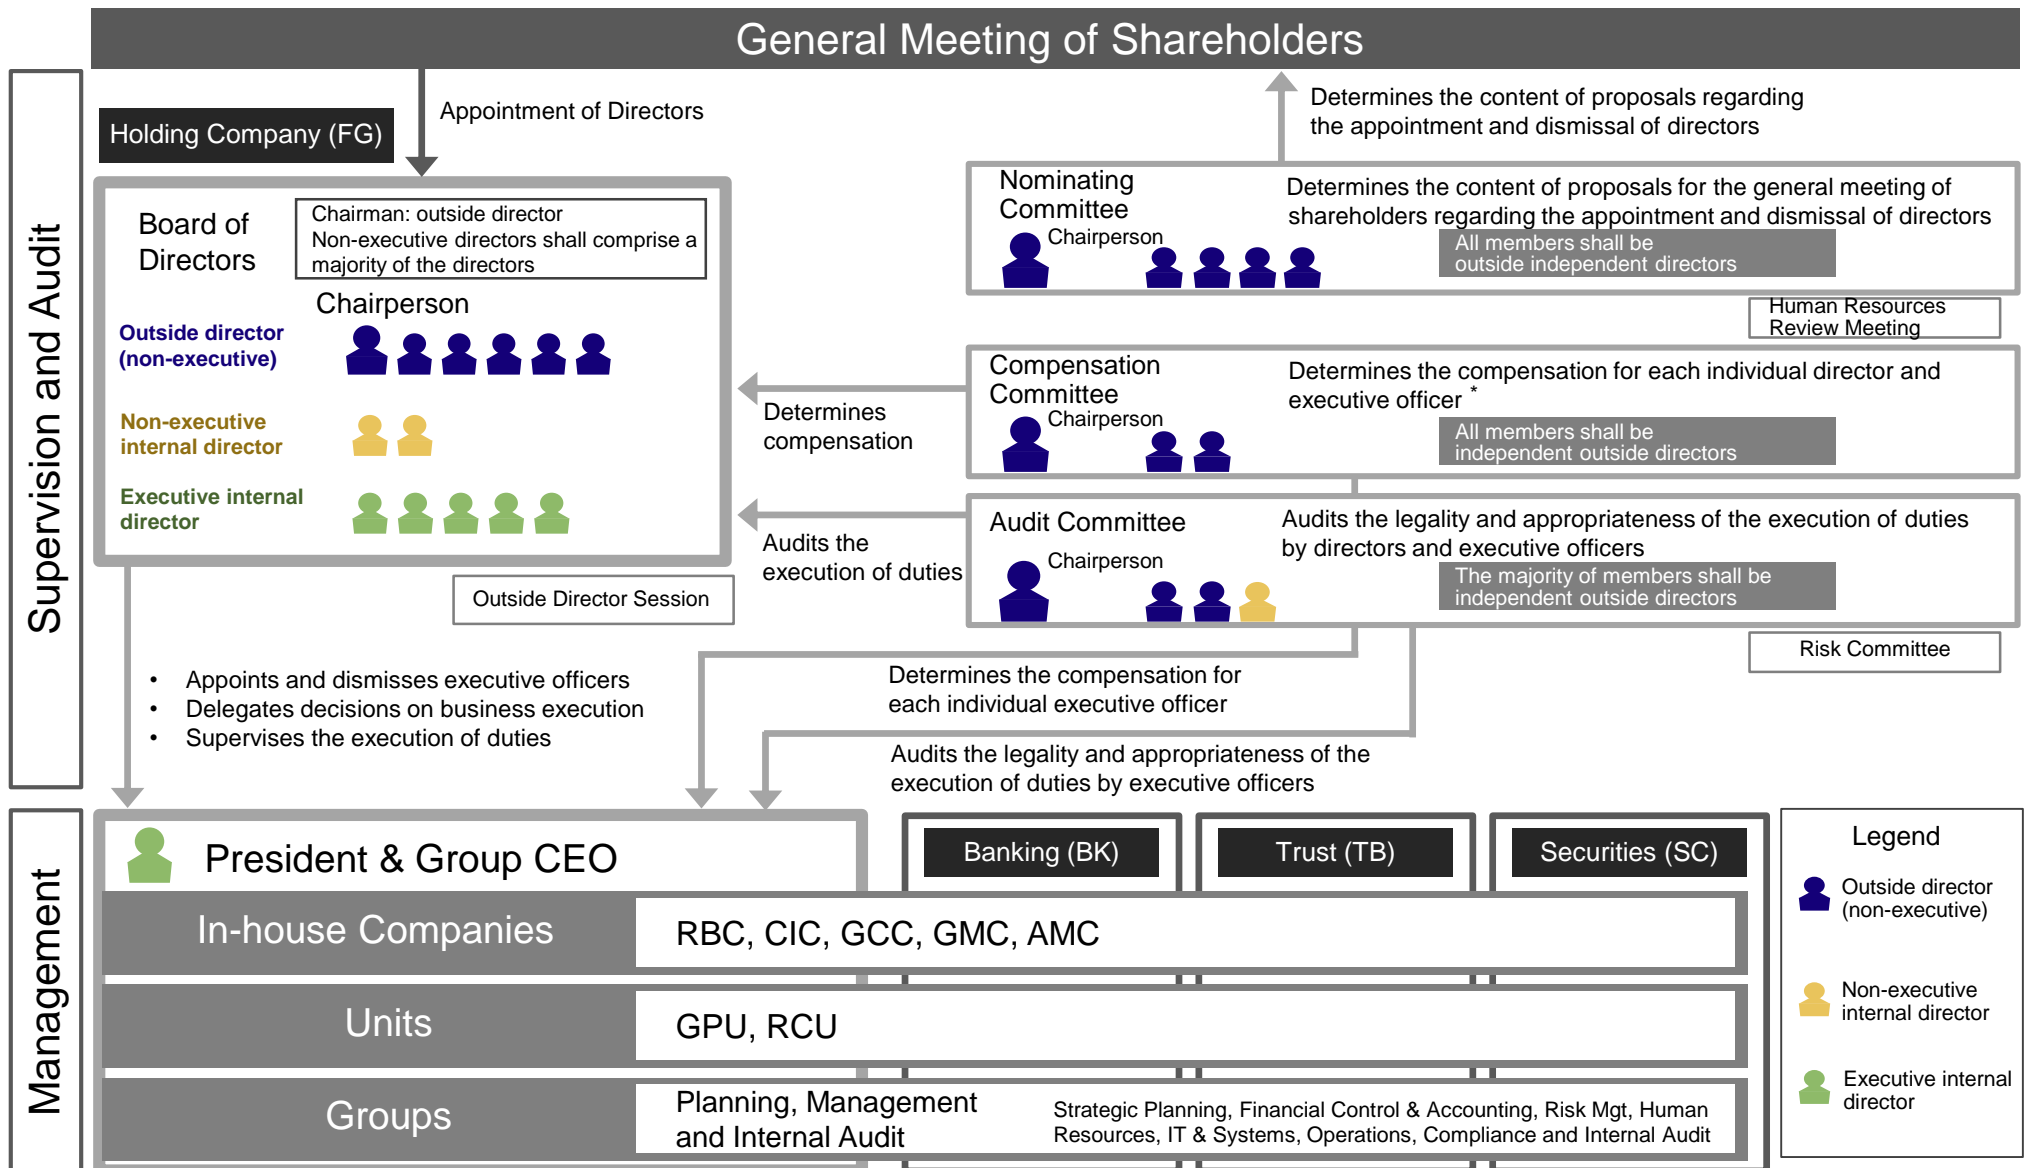 General Meeting of Shareholders
Supervision and Audit
Holding Company (FG)
Appointment of Directors
Determines the content of proposals regarding
the appointment and dismissal of directors
Board of
Directors
Chairman: outside director
Non-executive directors shall comprise a
majority of the directors
Chairperson
Outside director
(non-executive)
Non-executive
internal director
Executive internal
director
Outside Director Session
Nominating
Committee
Chairperson
Determines the content of proposals for the general meeting of
shareholders regarding the appointment and dismissal of directors
All members shall be
outside independent directors
Human Resources
Review Meeting
Compensation
Committee
Chairperson
Determines the compensation for each individual director and
executive officer *
All members shall be
independent outside directors
Determines
compensation
Audit Committee
Chairperson
Audits the legality and appropriateness of the execution of duties
by directors and executive officers
The majority of members shall be
independent outside directors
Audits the
execution of duties
Risk Committee
• Appoints and dismisses executive officers
• Delegates decisions on business execution
• Supervises the execution of duties
Determines the compensation for
each individual executive officer
Audits the legality and appropriateness of the
execution of duties by executive officers
Management
President & Group CEO
Banking (BK)
Trust (TB)
Securities (SC)
In-house Companies
RBC, CIC, GCC, GMC, AMC
Units
GPU, RCU
Groups
Planning, Management
and Internal Audit
Strategic Planning, Financial Control & Accounting, Risk Mgt, Human
Resources, IT & Systems, Operations, Compliance and Internal Audit
Legend
Outside director
(non-executive)
Non-executive
internal director
Executive internal
director